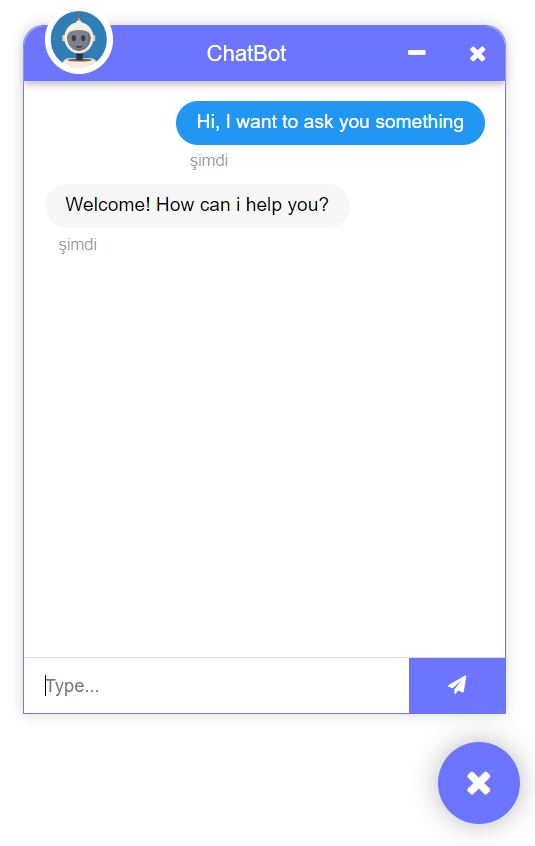 ChatBot
Hi, I want to ask you something
şimdi
Welcome! How can i help you?
şimdi
Type...